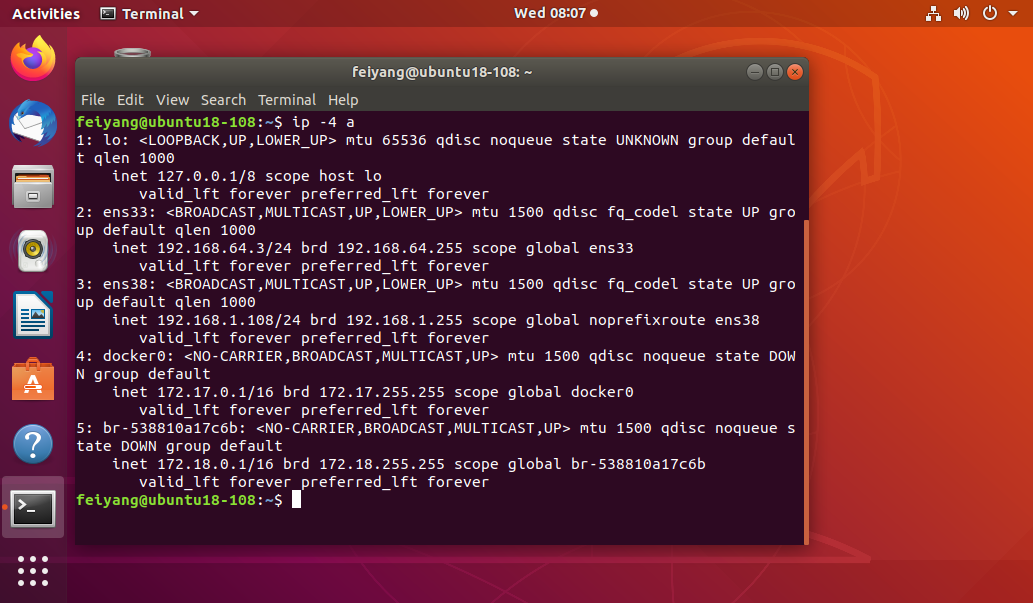 Activities Terminal Wed 08:07
feiyang@ubuntu18-108: ~
File Edit View Search Terminal Help
feiyang@ubuntu18-108:~$ ip -4 a
1: lo: <LOOPBACK,UP,LOWER_UP> mtu 65536 qdisc noqueue state UNKNOWN group defaul
t qlen 1000
    inet 127.0.0.1/8 scope host lo
       valid_lft forever preferred_lft forever
2: ens33: <BROADCAST,MULTICAST,UP,LOWER_UP> mtu 1500 qdisc fq_codel state UP gro
up default qlen 1000
    inet 192.168.64.3/24 brd 192.168.64.255 scope global ens33
       valid_lft forever preferred_lft forever
3: ens38: <BROADCAST,MULTICAST,UP,LOWER_UP> mtu 1500 qdisc fq_codel state UP gro
up default qlen 1000
    inet 192.168.1.108/24 brd 192.168.1.255 scope global noprefixroute ens38
       valid_lft forever preferred_lft forever
4: docker0: <NO-CARRIER,BROADCAST,MULTICAST,UP> mtu 1500 qdisc noqueue state DOW
N group default
    inet 172.17.0.1/16 brd 172.17.255.255 scope global docker0
       valid_lft forever preferred_lft forever
5: br-538810a17c6b: <NO-CARRIER,BROADCAST,MULTICAST,UP> mtu 1500 qdisc noqueue s
tate DOWN group default
    inet 172.18.0.1/16 brd 172.18.255.255 scope global br-538810a17c6b
       valid_lft forever preferred_lft forever
feiyang@ubuntu18-108:~$